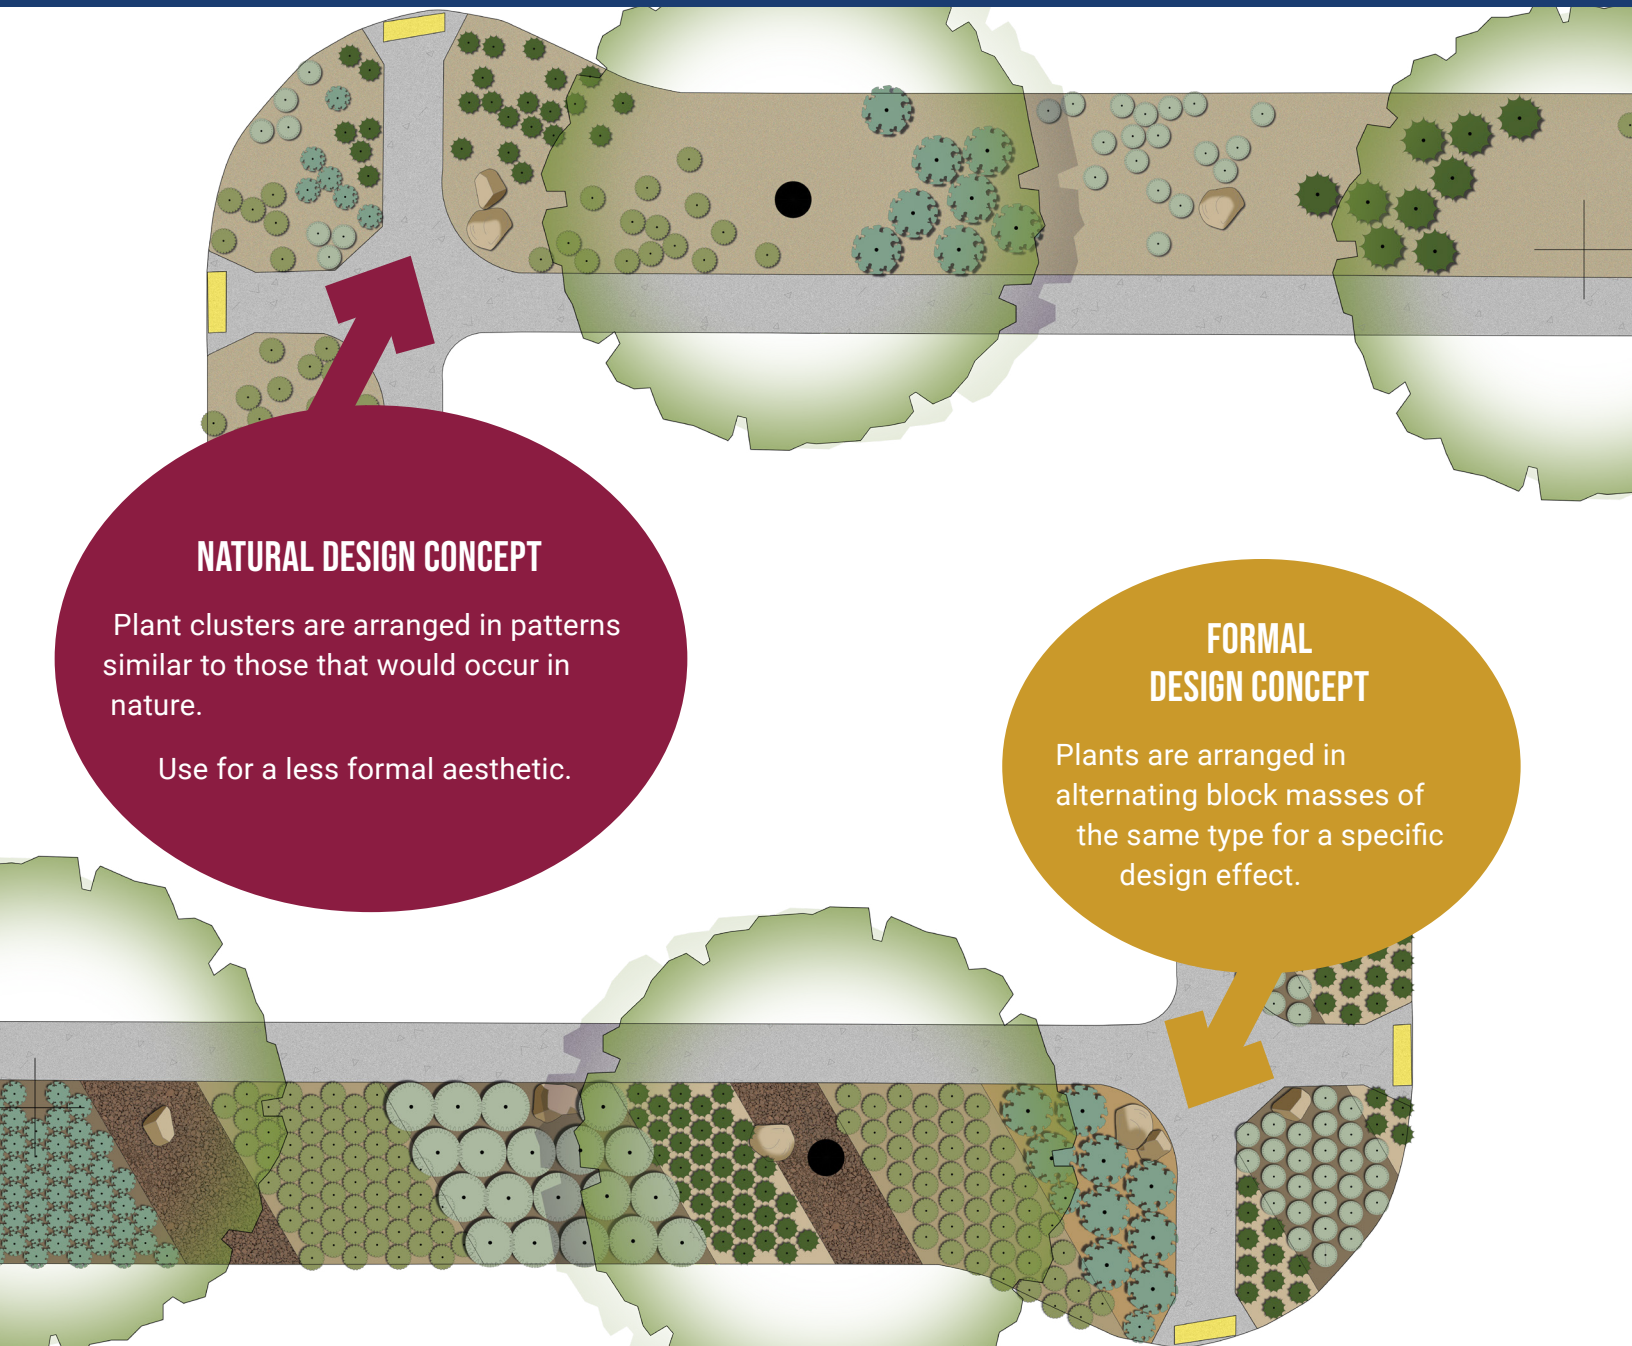 NATURAL DESIGN CONCEPT
Plant clusters are arranged in patterns
similar to those that would occur in
nature.
Use for a less formal aesthetic.
FORMAL
DESIGN CONCEPT
Plants are arranged in
alternating block masses of
the same type for a specific
design effect.